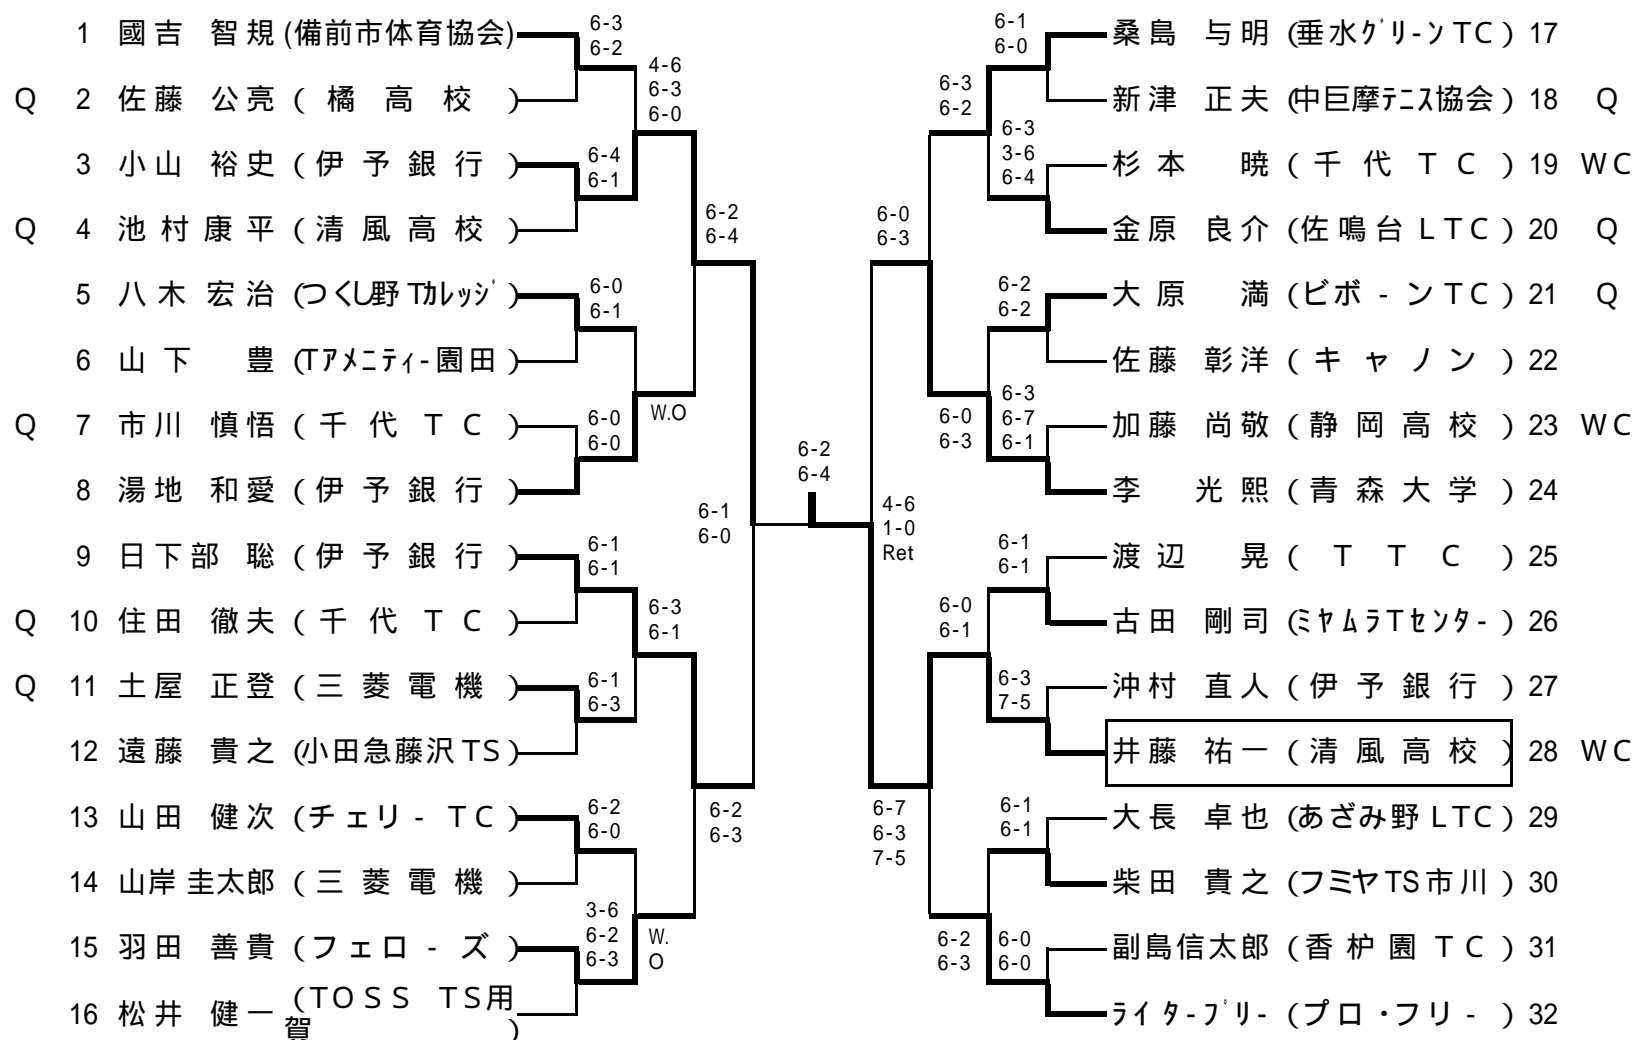 1 國吉 智規 (備前市体育協会)
Q 2 佐藤 公亮 (橘高校)
3 小山 裕史 (伊予銀行)
Q 4 池村康平 (清風高校)
5 八木 宏治 (つくし野Tカレッジ)
6 山下 豊 (Tアメニティ-園田)
Q 7 市川 慎悟 (千代TC)
8 湯地 和愛 (伊予銀行)
9 日下部 聡 (伊予銀行)
Q 10 住田 徹夫 (千代TC)
Q 11 土屋 正登 (三菱電機)
12 遠藤 貴之 (小田急藤沢TS)
13 山田 健次 (チェリ-TC)
14 山岸 圭太郎 (三菱電機)
15 羽田 善貴 (フェロ-ズ)
16 松井 健一 (TOSS TS用賀)
6-3
6-2
6-4
6-1
6-0
6-1
6-0
6-0
6-1
6-1
6-1
6-3
6-2
6-0
3-6
6-2
6-3
4-6
6-3
6-0
W.O
6-3
6-1
W.
O
6-2
6-4
6-2
6-3
6-1
6-0
6-2
6-4
4-6
1-0
Ret
6-0
6-3
6-7
6-3
7-5
6-3
6-2
6-0
6-3
6-0
6-1
6-2
6-3
6-1
6-0
6-3
3-6
6-4
6-2
6-2
6-3
6-7
6-1
6-1
6-1
6-3
7-5
6-1
6-1
6-0
6-0
桑島 与明 (垂水グリ-ンTC) 17
新津 正夫 (中巨摩テニス協会) 18 Q
杉本 暁 (千代TC) 19 WC
金原 良介 (佐鳴台LTC) 20 Q
大原 満 (ビボ-ンTC) 21 Q
佐藤 彰洋 (キャノン) 22
加藤 尚敬 (静岡高校) 23 WC
李 光熙 (青森大学) 24
渡辺 晃 (TTC) 25
古田 剛司 (ミヤムラTセンタ-) 26
沖村 直人 (伊予銀行) 27
井藤 祐一 (清風高校) 28 WC
大長 卓也 (あざみ野LTC) 29
柴田 貴之 (フミヤTS市川) 30
副島信太郎 (香枦園TC) 31
ライタ-ブリ- (プロ・フリ-) 32